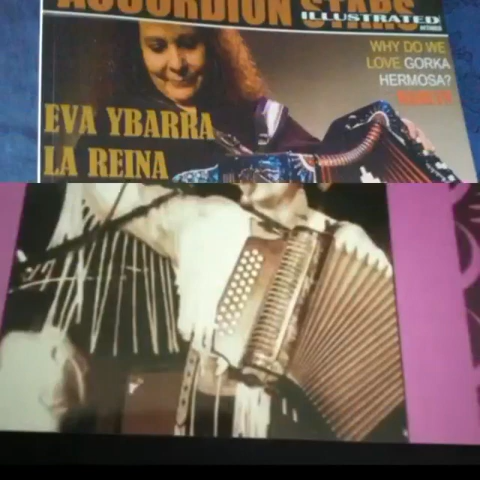 ACCORDION STARS
ILLUSTRATED
WHY DO WE
LOVE GORKA
HERMOSA?
EVA YBARRA
LA REINA